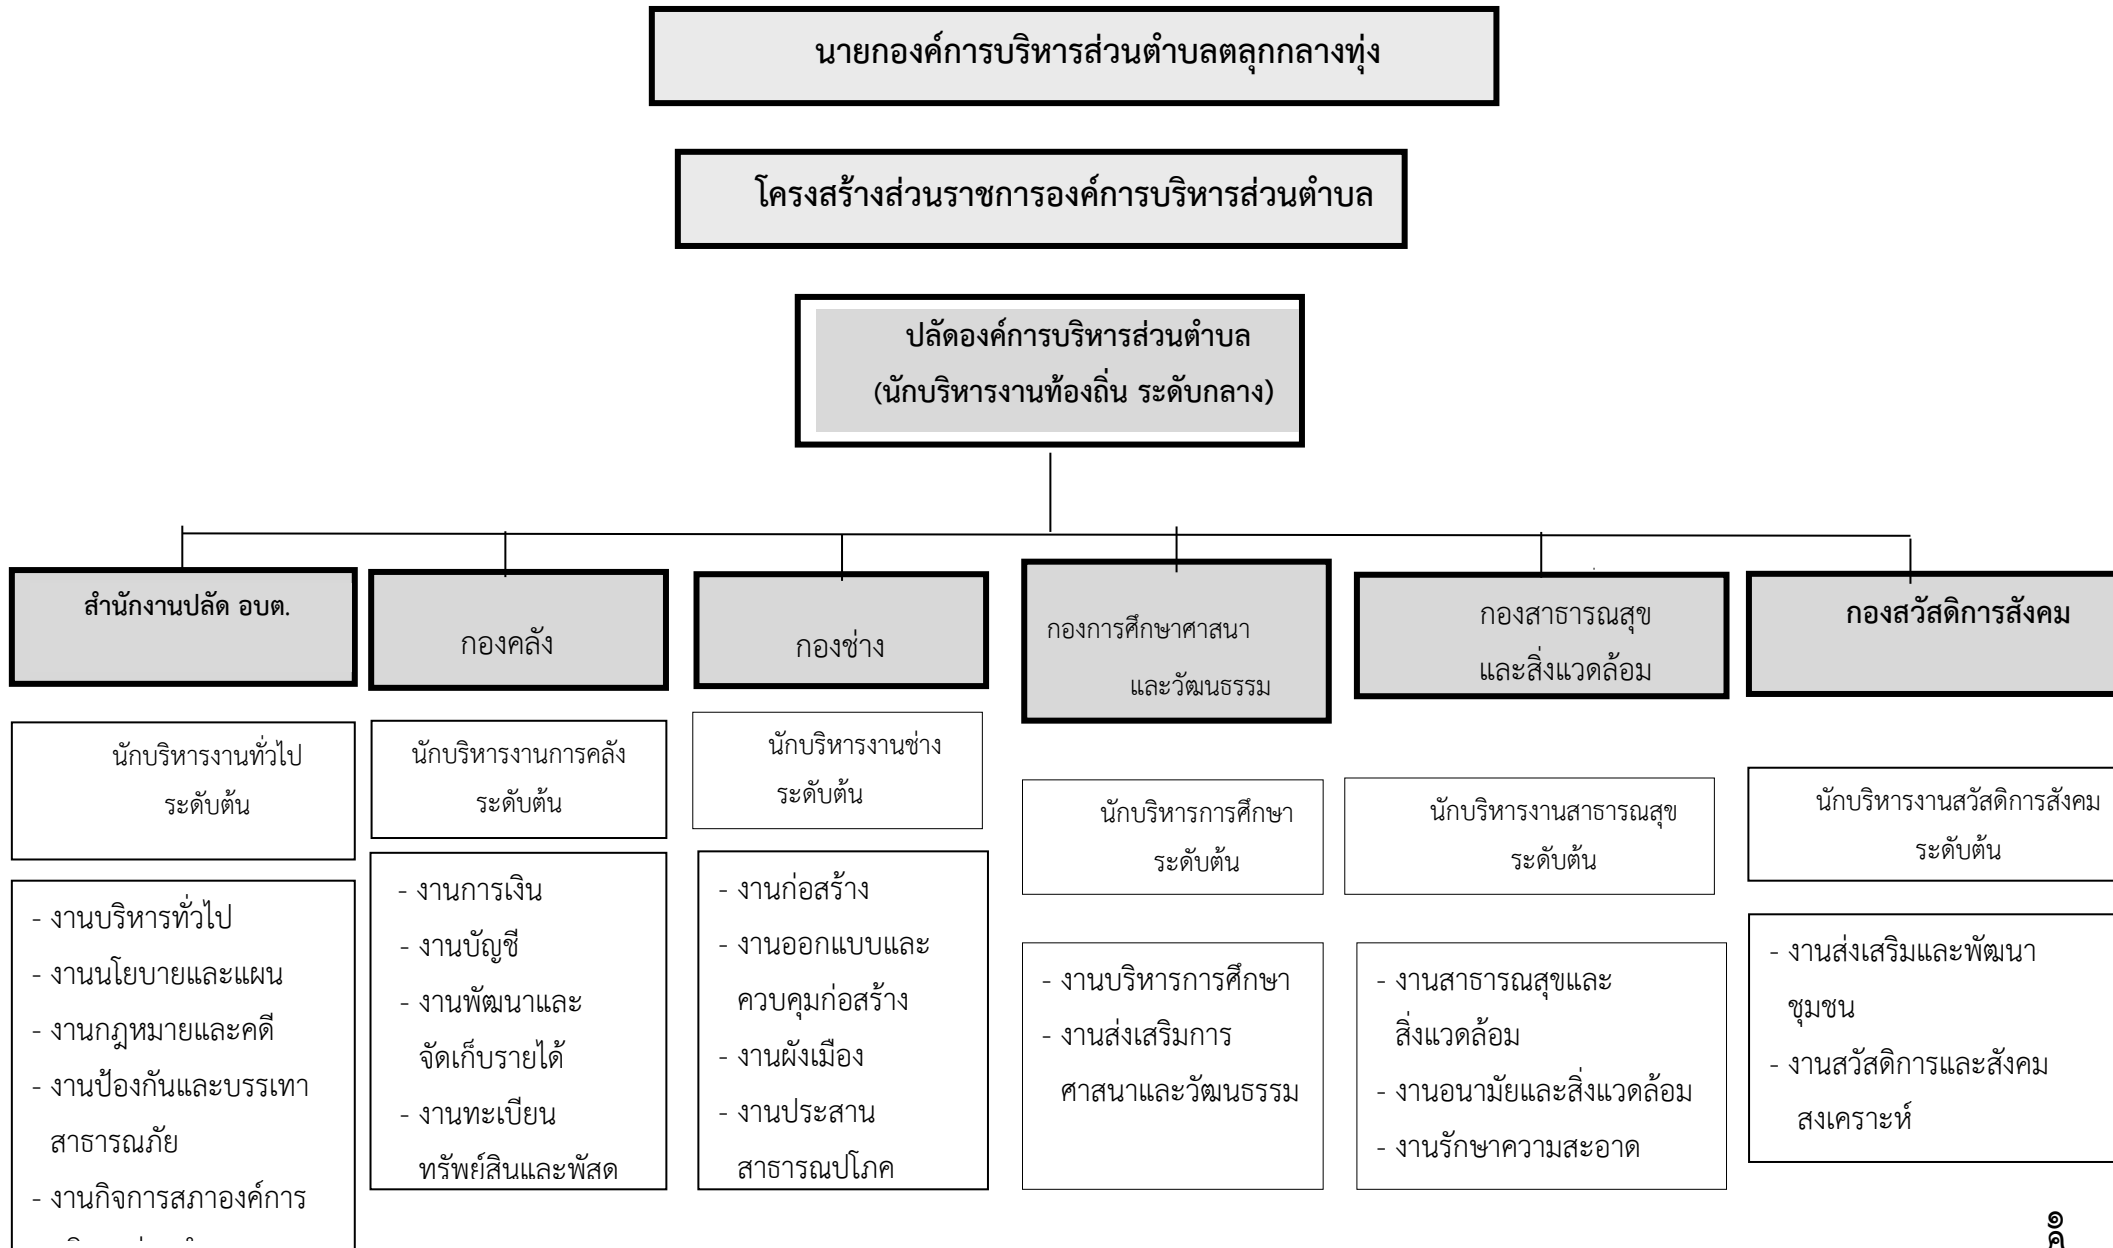 นายกองค์การบริหารส่วนตำบลตลุกกลางทุ่ง
โครงสร้างส่วนราชการองค์การบริหารส่วนตำบล
ปลัดองค์การบริหารส่วนตำบล
(นักบริหารงานท้องถิ่น ระดับกลาง)
สำนักงานปลัด อบต.
นักบริหารงานทั่วไป
ระดับต้น
- งานบริหารทั่วไป
- งานนโยบายและแผน
- งานกฎหมายและคดี
- งานป้องกันและบรรเทา
สาธารณภัย
- งานกิจการสภาองค์การ
กองคลัง
นักบริหารงานการคลัง
ระดับต้น
- งานการเงิน
- งานบัญชี
- งานพัฒนาและ
จัดเก็บรายได้
- งานทะเบียน
ทรัพย์สินและพัสด
กองช่าง
นักบริหารงานช่าง
ระดับต้น
- งานก่อสร้าง
- งานออกแบบและ
ควบคุมก่อสร้าง
- งานผังเมือง
- งานประสาน
สาธารณปโภค
กองการศึกษาศาสนา
และวัฒนธรรม
นักบริหารการศึกษา
ระดับต้น
- งานบริหารการศึกษา
- งานส่งเสริมการ
ศาสนาและวัฒนธรรม
กองสาธารณสุข
และสิ่งแวดล้อม
นักบริหารงานสาธารณสุข
ระดับต้น
- งานสาธารณสุขและ
สิ่งแวดล้อม
- งานอนามัยและสิ่งแวดล้อม
- งานรักษาความสะอาด
กองสวัสดิการสังคม
นักบริหารงานสวัสดิการสังคม
ระดับต้น
- งานส่งเสริมและพัฒนา
ชุมชน
- งานสวัสดิการและสังคม
สงเคราะห์